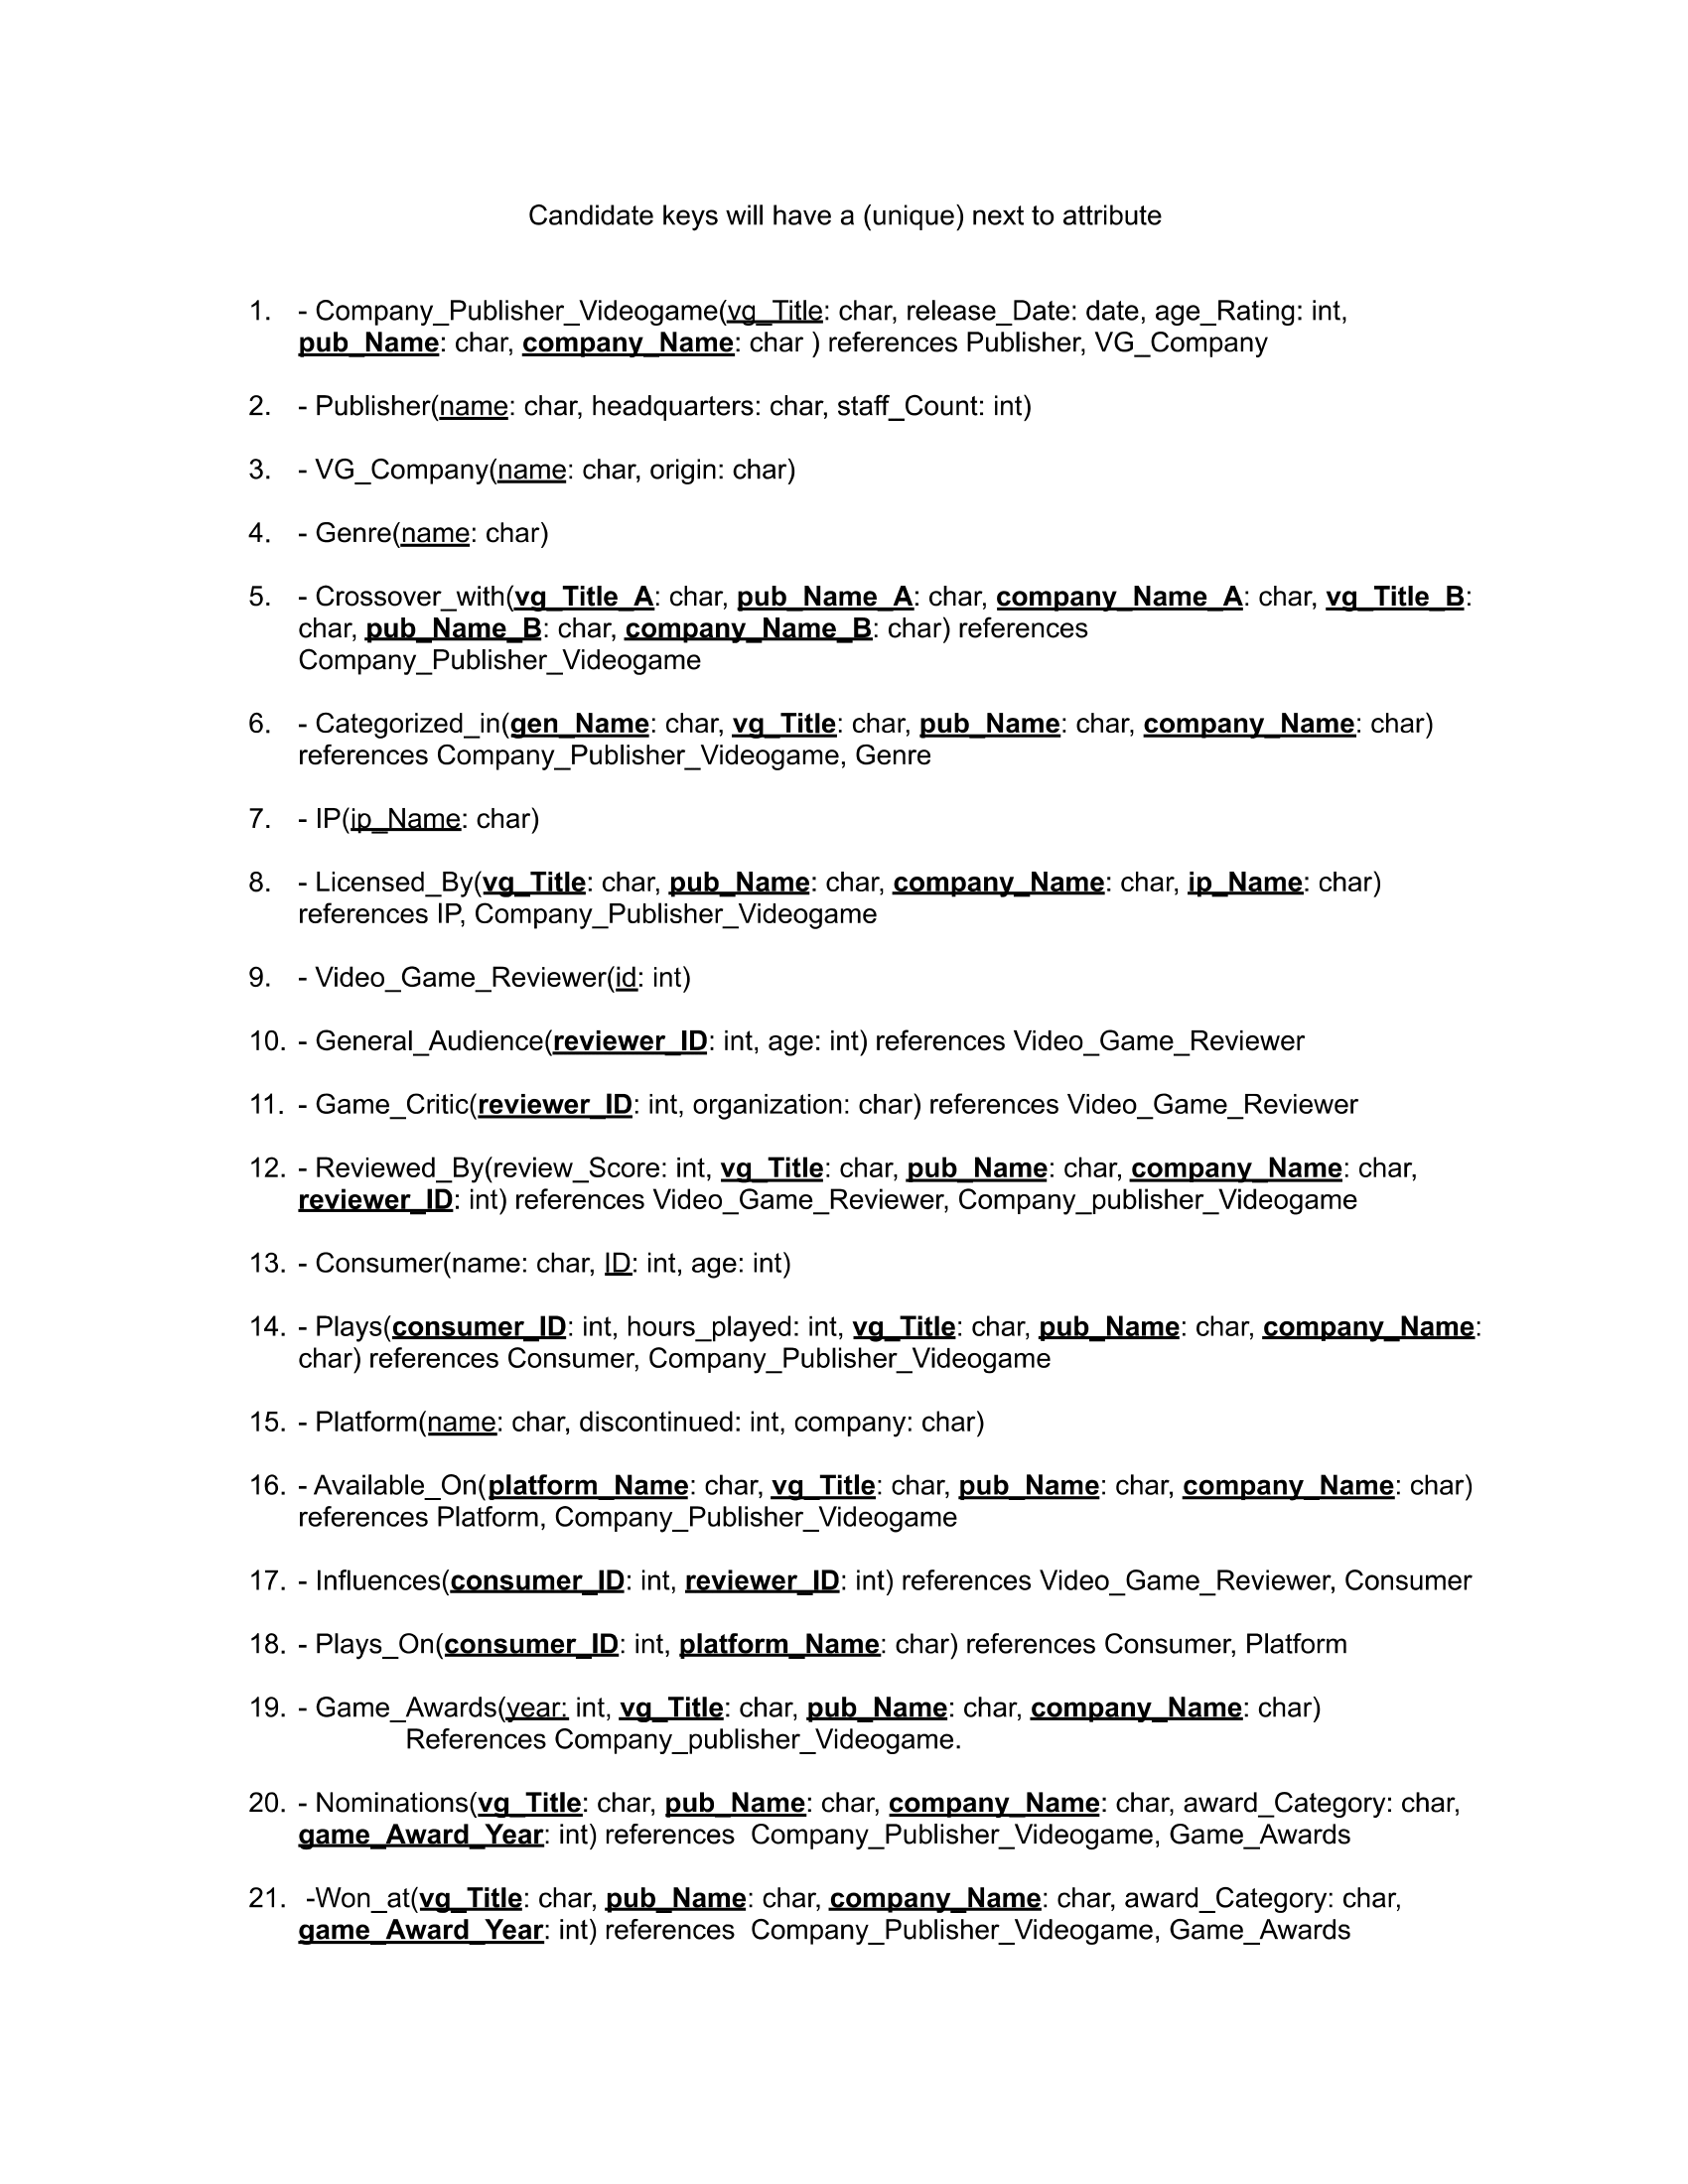 Candidate keys will have a (unique) next to attribute
1. - Company_Publisher_Videogame(vg_Title: char, release_Date: date, age_Rating: int,
pub_Name: char, company_Name: char ) references Publisher, VG_Company
2. - Publisher(name: char, headquarters: char, staff_Count: int)
3. - VG_Company(name: char, origin: char)
4. - Genre(name: char)
5. - Crossover_with(vg_Title_A: char, pub_Name_A: char, company_Name_A: char, vg_Title_B:
char, pub_Name_B: char, company_Name_B: char) references
Company_Publisher_Videogame
6. - Categorized_in(gen_Name: char, vg_Title: char, pub_Name: char, company_Name: char)
references Company_Publisher_Videogame, Genre
7. - IP(ip_Name: char)
8. - Licensed_By(vg_Title: char, pub_Name: char, company_Name: char, ip_Name: char)
references IP, Company_Publisher_Videogame
9. - Video_Game_Reviewer(id: int)
10. - General_Audience(reviewer_ID: int, age: int) references Video_Game_Reviewer
11. - Game_Critic(reviewer_ID: int, organization: char) references Video_Game_Reviewer
12. - Reviewed_By(review_Score: int, vg_Title: char, pub_Name: char, company_Name: char,
reviewer_ID: int) references Video_Game_Reviewer, Company_publisher_Videogame
13. - Consumer(name: char, ID: int, age: int)
14. - Plays(consumer_ID: int, hours_played: int, vg_Title: char, pub_Name: char, company_Name:
char) references Consumer, Company_Publisher_Videogame
15. - Platform(name: char, discontinued: int, company: char)
16. - Available_On(platform_Name: char, vg_Title: char, pub_Name: char, company_Name: char)
references Platform, Company_Publisher_Videogame
17. - Influences(consumer_ID: int, reviewer_ID: int) references Video_Game_Reviewer, Consumer
18. - Plays_On(consumer_ID: int, platform_Name: char) references Consumer, Platform
19. - Game_Awards(year: int, vg_Title: char, pub_Name: char, company_Name: char)
References Company_publisher_Videogame.
20. - Nominations(vg_Title: char, pub_Name: char, company_Name: char, award_Category: char,
game_Award_Year: int) references  Company_Publisher_Videogame, Game_Awards
21. -Won_at(vg_Title: char, pub_Name: char, company_Name: char, award_Category: char,
game_Award_Year: int) references  Company_Publisher_Videogame, Game_Awards